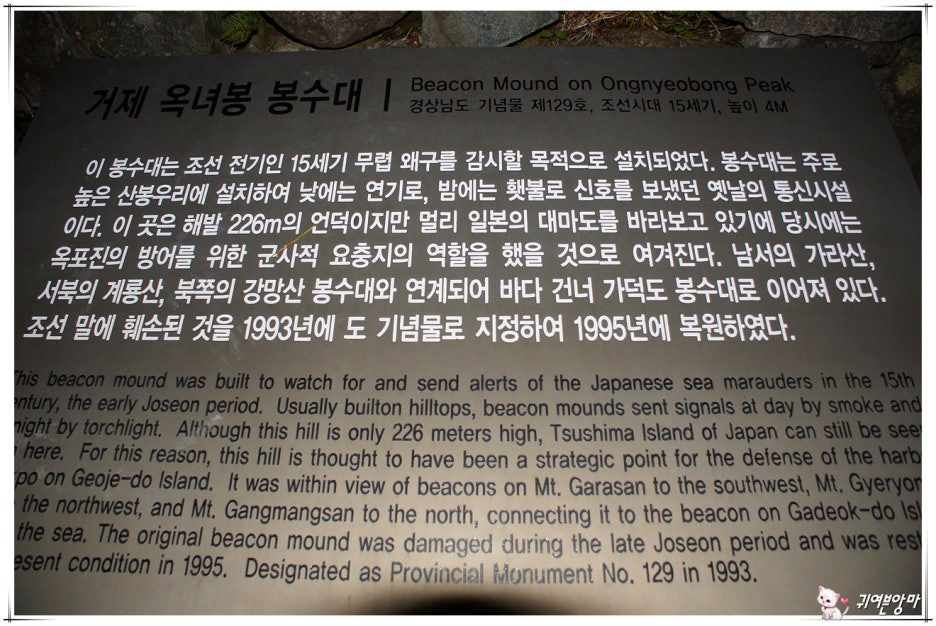 거제 옥녀봉 봉수대 | Beacon Mound on Ongnyeobong Peak
경상남도 기념물 제129호, 조선시대 15세기, 높이 4M
이 봉수대는 조선 전기인 15세기 무렵 왜구를 감시할 목적으로 설치되었다. 봉수대는 주로
높은 산봉우리에 설치하여 낮에는 연기로, 밤에는 횃불로 신호를 보냈던 옛날의 통신시설
이다. 이 곳은 해발 226m의 언덕이지만 멀리 일본의 대마도를 바라보고 있기에 당시에는
옥포진의 방어를 위한 군사적 요충지의 역할을 했을 것으로 여겨진다. 남서의 가라산,
서북의 계룡산, 북쪽의 강망산 봉수대와 연계되어 바다 건너 가덕도 봉수대로 이어져 있다.
조선 말에 훼손된 것을 1993년에 도 기념물로 지정하여 1995년에 복원하였다.
This beacon mound was built to watch for and send alerts of the Japanese sea marauders in the 15th
entury, the early Joseon period. Usually builton hilltops, beacon mounds sent signals at day by smoke and
night by torchlight. Although this hill is only 226 meters high, Tsushima Island of Japan can still be seen
here. For this reason, this hill is thought to have been a strategic point for the defense of the harb
po on Geoje-do Island. It was within view of beacons on Mt. Garasan to the southwest, Mt. Gyeryon
the northwest, and Mt. Gangmangsan to the north, connecting it to the beacon on Gadeok-do Isl
the sea. The original beacon mound was damaged during the late Joseon period and was rest
esent condition in 1995. Designated as Provincial Monument No. 129 in 1993.
귀여븐앙마